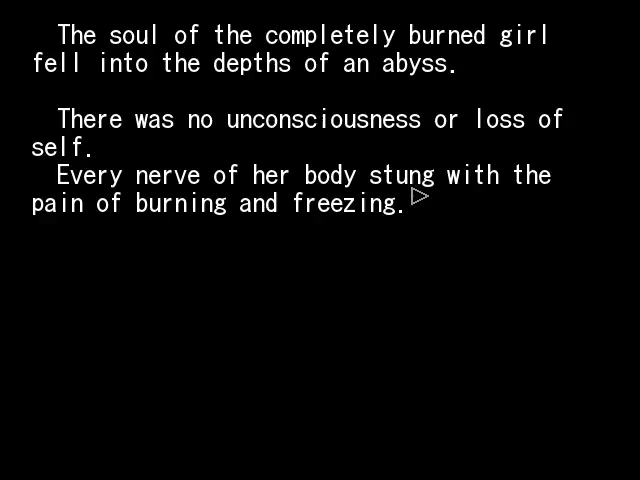 The soul of the completely burned girl
fell into the depths of an abyss.
There was no unconsciousness or loss of
self.
Every nerve of her body stung with the
pain of burning and freezing.